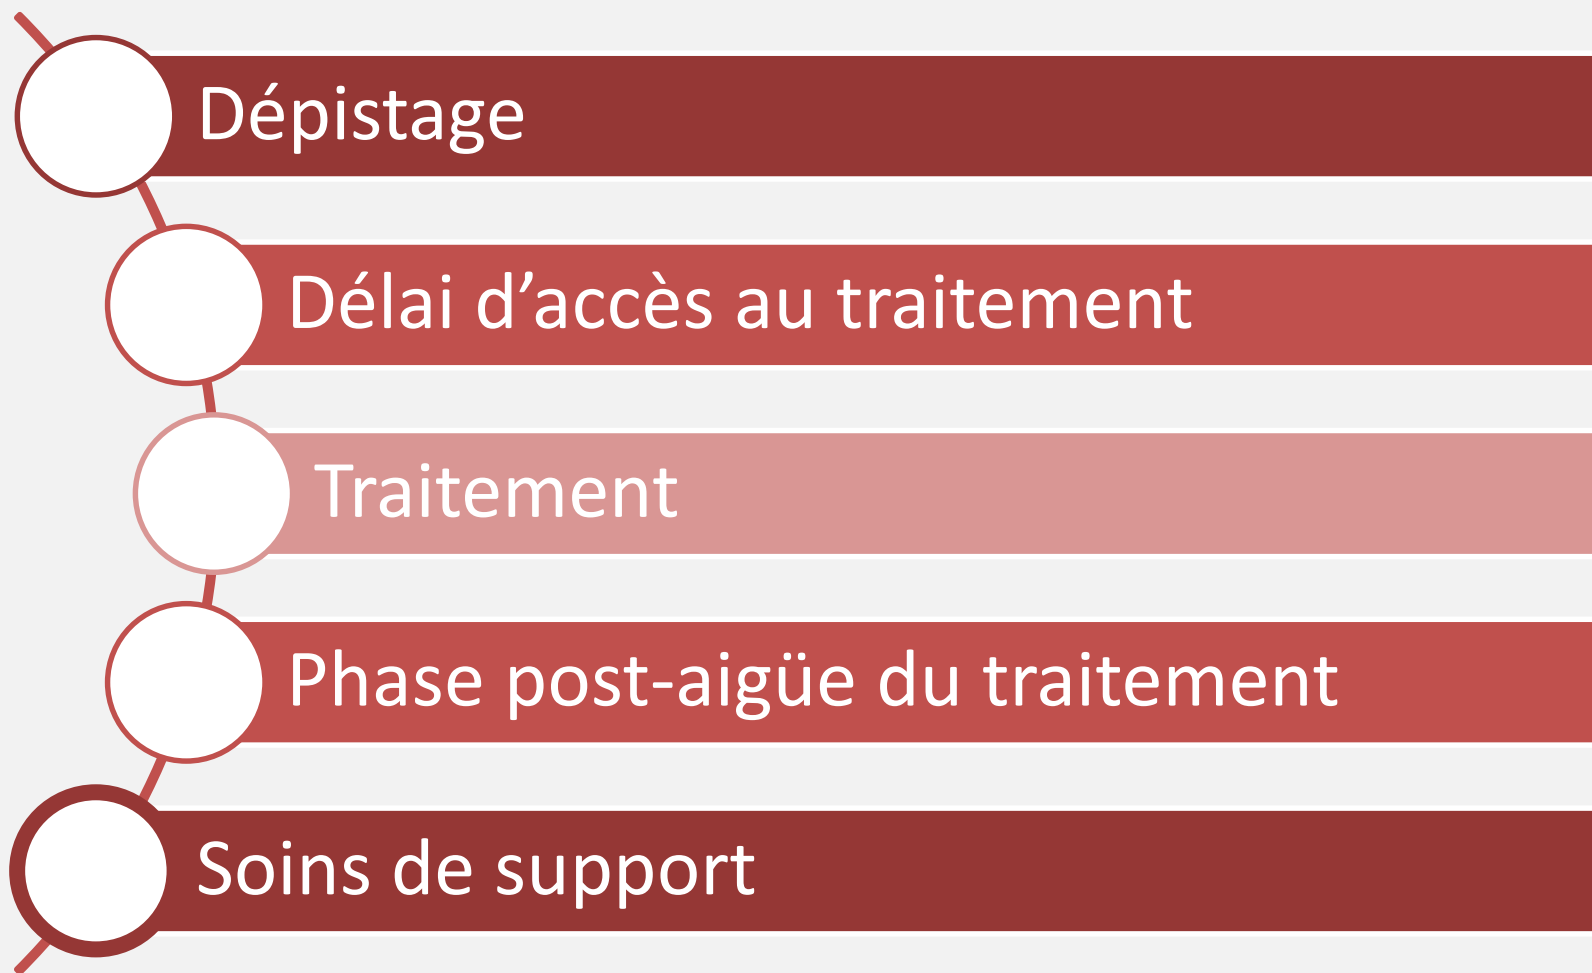 Dépistage
Délai d’accès au traitement
Traitement
Phase post-aigüe du traitement
Soins de support